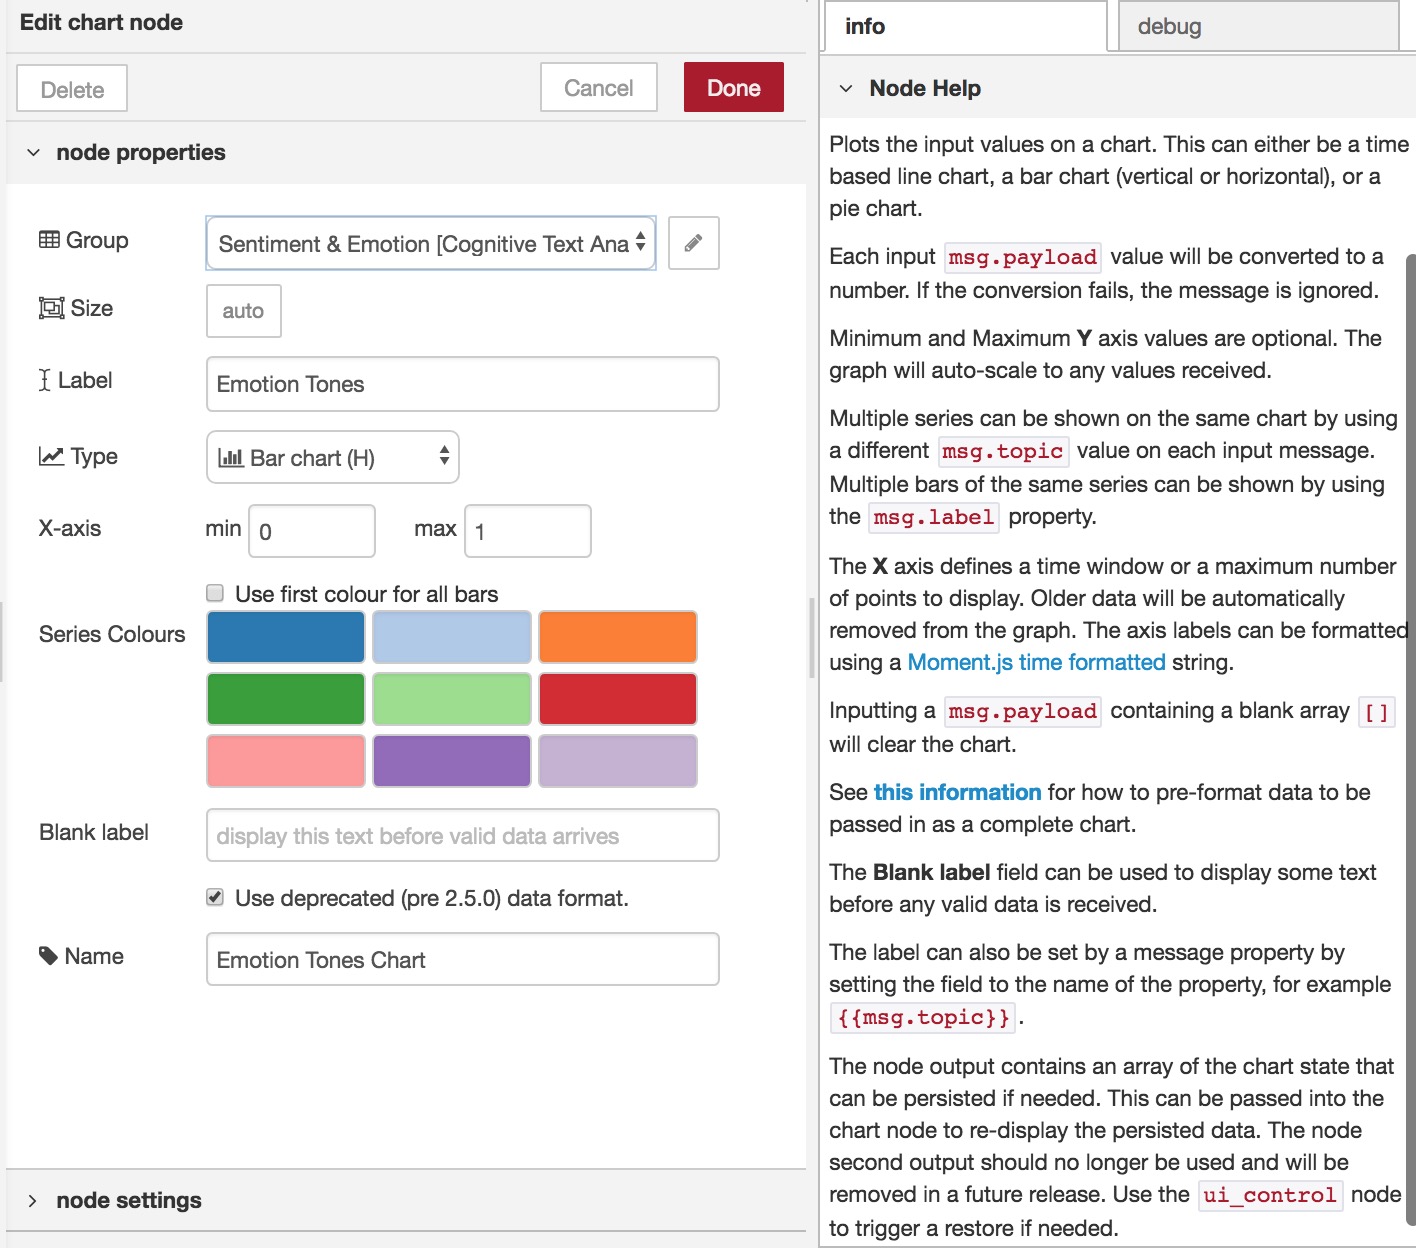 Edit chart node
Delete
Cancel
Done
node properties
Group
Sentiment & Emotion [Cognitive Text Ana
Size
auto
Label
Emotion Tones
Type
Bar chart (H)
X-axis
min 0
max 1
Use first colour for all bars
Series Colours
Blank label
display this text before valid data arrives
Use deprecated (pre 2.5.0) data format.
Name
Emotion Tones Chart
node settings
info
debug
Node Help
Plots the input values on a chart. This can either be a time
based line chart, a bar chart (vertical or horizontal), or a
pie chart.
Each input msg.payload value will be converted to a
number. If the conversion fails, the message is ignored.
Minimum and Maximum Y axis values are optional. The
graph will auto-scale to any values received.
Multiple series can be shown on the same chart by using
a different msg.topic value on each input message.
Multiple bars of the same series can be shown by using
the msg.label property.
The X axis defines a time window or a maximum number
of points to display. Older data will be automatically
removed from the graph. The axis labels can be formatted
using a Moment.js time formatted string.
Inputting a msg.payload containing a blank array []
will clear the chart.
See this information for how to pre-format data to be
passed in as a complete chart.
The Blank label field can be used to display some text
before any valid data is received.
The label can also be set by a message property by
setting the field to the name of the property, for example
{{msg.topic}}.
The node output contains an array of the chart state that
can be persisted if needed. This can be passed into the
chart node to re-display the persisted data. The node
second output should no longer be used and will be
removed in a future release. Use the ui_control node
to trigger a restore if needed.